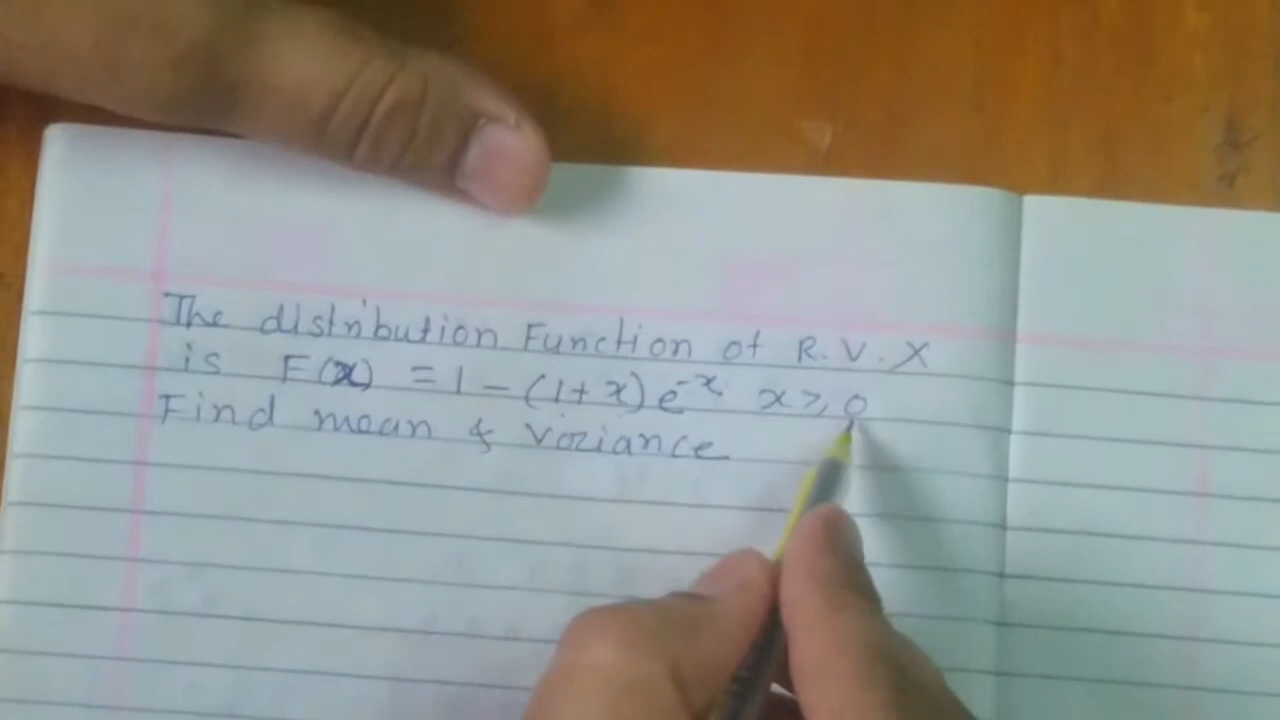 The distribution Function of R.V. X
is F(x) = 1 - (1+x) e^-x x ≥ 0
Find mean & Variance